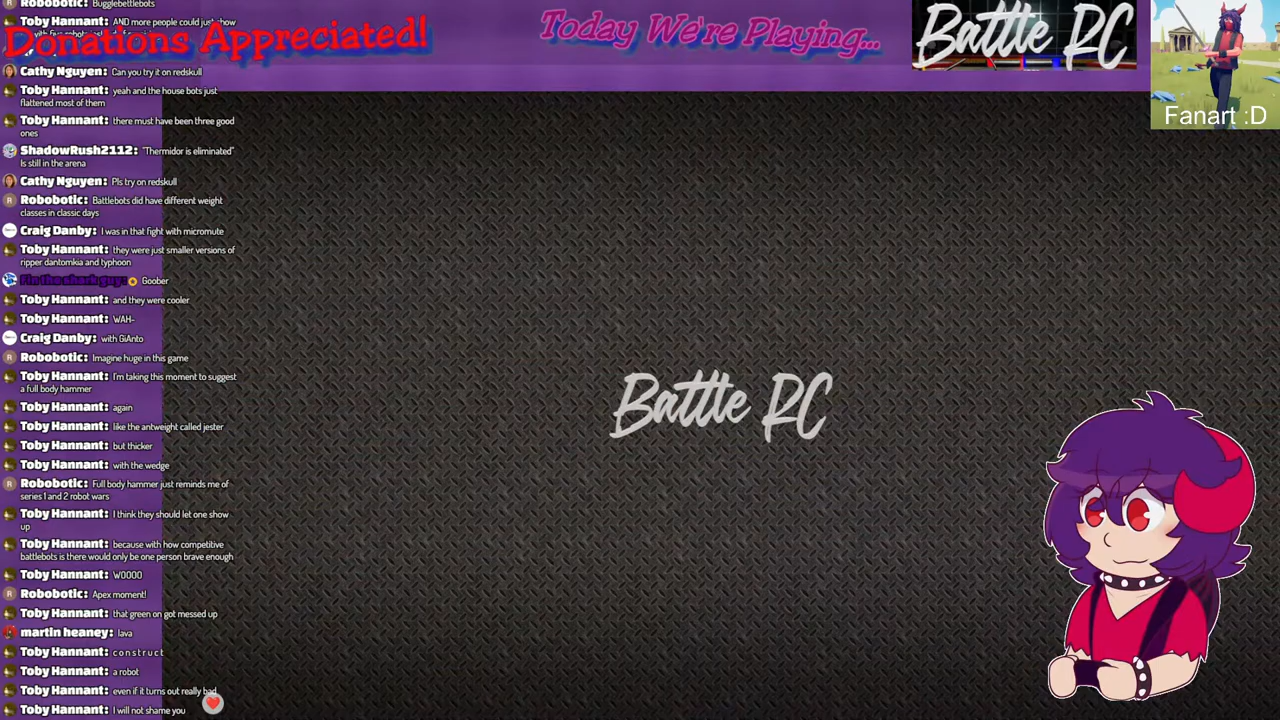 Robobotic: Bugglebettlebots
Toby Hannant: AND more people could just show
Donations Appreciated!
Cathy Nguyen: Can you try it on redskull
Toby Hannant: yeah and the house bots just
flattened most of them
Toby Hannant: there must have been three good
ones
ShadowRush2112: "Thermidor is eliminated"
Is still in the arena
Cathy Nguyen: Pls try on redskull
Robobotic: Battlebots did have different weight
classes in classic days
Craig Danby: I was in that fight with micromute
Toby Hannant: they were just smaller versions of
ripper dantomkia and typhoon
I'm the shark guy: Goober
Toby Hannant: and they were cooler
Toby Hannant: WAH-
Craig Danby: with GiAnto
Robobotic: Imagine huge in this game
Toby Hannant: I'm taking this moment to suggest
a full body hammer
Toby Hannant: again
Toby Hannant: like the antweight called jester
Toby Hannant: but thicker
Toby Hannant: with the wedge
Robobotic: Full body hammer just reminds me of
series 1 and 2 robot wars
Toby Hannant: I think they should let one show
up
Toby Hannant: because with how competitive
battlebots is there would only be one person brave enough
Toby Hannant: WOOOO
Robobotic: Apex moment!
Toby Hannant: that green on got messed up
martin heaney: lava
Toby Hannant: c o n s t r u c t
Toby Hannant: a robot
Toby Hannant: even if it turns out really bad
Toby Hannant: I will not shame you
Today We're Playing...
Battle RC
Fanart :D
Battle RC